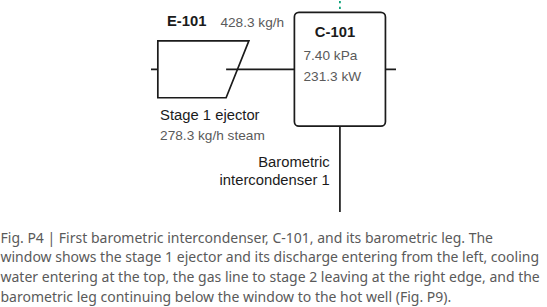 E-101 428.3 kg/h
C-101
7.40 kPa
231.3 kW
Stage 1 ejector
278.3 kg/h steam
Barometric
intercondenser 1
Fig. P4 | First barometric intercondenser, C-101, and its barometric leg. The
window shows the stage 1 ejector and its discharge entering from the left, cooling
water entering at the top, the gas line to stage 2 leaving at the right edge, and the
barometric leg continuing below the window to the hot well (Fig. P9).